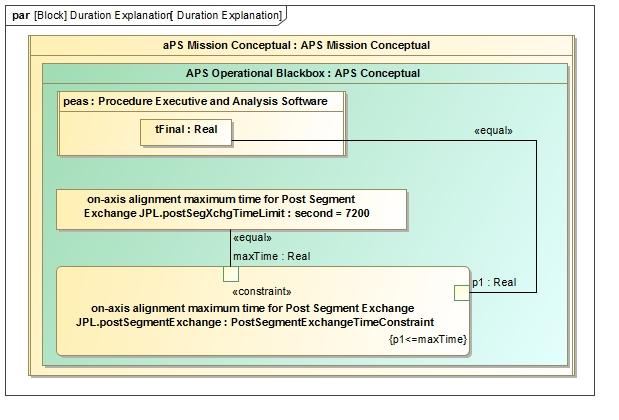 par [Block] Duration Explanation[ Duration Explanation]
aPS Mission Conceptual : APS Mission Conceptual
APS Operational Blackbox : APS Conceptual
peas : Procedure Executive and Analysis Software
tFinal : Real
«equal»
on-axis alignment maximum time for Post Segment
Exchange JPL.postSegXchgTimeLimit : second = 7200
«equal»
maxTime : Real
p1 : Real
«constraint»
on-axis alignment maximum time for Post Segment Exchange
JPL.postSegmentExchange : PostSegmentExchangeTimeConstraint
{p1<=maxTime}